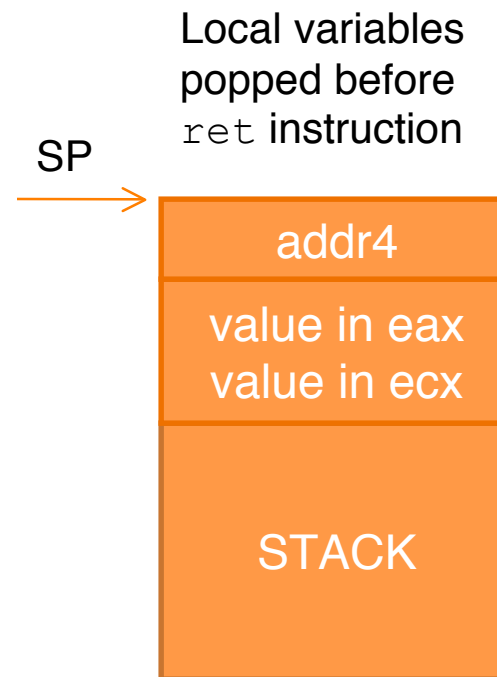 Local variables
popped before
ret instruction
SP
addr4
value in eax
value in ecx
STACK